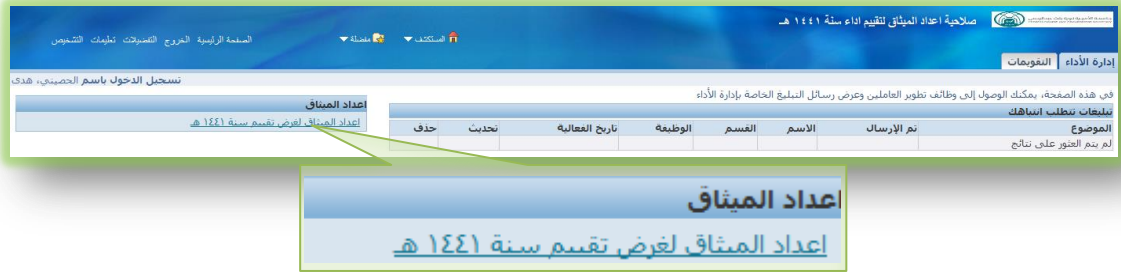 صلاحية اعداد الميثاق لتقييم اداء سنة ١٤٤١ هـ
المستكشف مفضلة الصفحة الرئيسية الخروج التفضيلات تعليمات التشخيص
إدارة الأداء التقويمات
تسجيل الدخول باسم الحصيني، هدى
في هذه الصفحة، يمكنك الوصول إلى وظائف تطوير العاملين وعرض رسائل التبليغ الخاصة بإدارة الأداء
تبليغات تتطلب انتباهك
الموضوع تم الإرسال الاسم القسم الوظيفة تاريخ الفعالية تحديث حذف
لم يتم العثور على نتائج
اعداد الميثاق
اعداد الميثاق لغرض تقييم سنة ١٤٤١ هـ
اعداد الميثاق
اعداد الميثاق لغرض تقييم سنة ١٤٤١ هـ